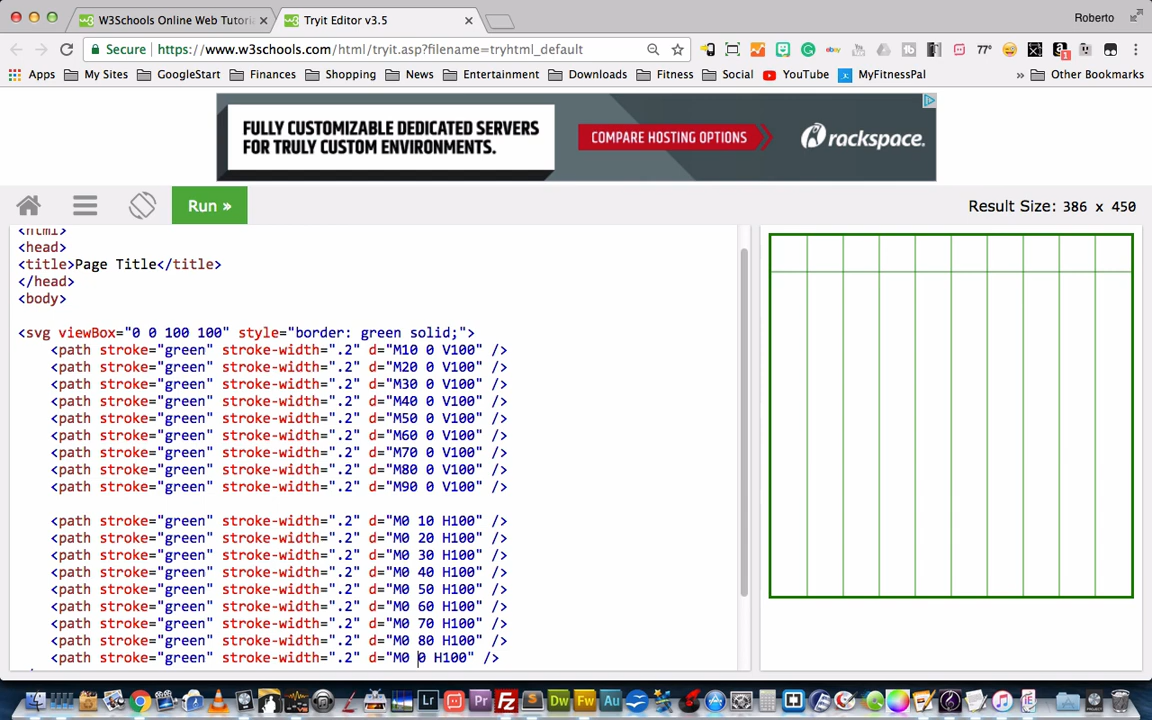 W3Schools Online Web Tutoria
Tryit Editor v3.5
Roberto
Secure
https://www.w3schools.com/html/tryit.asp?filename=tryhtml_default
77°
Apps
My Sites
GoogleStart
Finances
Shopping
News
Entertainment
Downloads
Fitness
Social
YouTube
MyFitnessPal
»
Other Bookmarks
FULLY CUSTOMIZABLE DEDICATED SERVERS
FOR TRULY CUSTOM ENVIRONMENTS.
COMPARE HOSTING OPTIONS
rackspace.
Run »
Result Size: 386 x 450
<html>
<head>
<title>Page Title</title>
</head>
<body>
<svg viewBox="0 0 100 100" style="border: green solid;">
<path stroke="green" stroke-width=".2" d="M10 0 V100" />
<path stroke="green" stroke-width=".2" d="M20 0 V100" />
<path stroke="green" stroke-width=".2" d="M30 0 V100" />
<path stroke="green" stroke-width=".2" d="M40 0 V100" />
<path stroke="green" stroke-width=".2" d="M50 0 V100" />
<path stroke="green" stroke-width=".2" d="M60 0 V100" />
<path stroke="green" stroke-width=".2" d="M70 0 V100" />
<path stroke="green" stroke-width=".2" d="M80 0 V100" />
<path stroke="green" stroke-width=".2" d="M90 0 V100" />
<path stroke="green" stroke-width=".2" d="M0 10 H100" />
<path stroke="green" stroke-width=".2" d="M0 20 H100" />
<path stroke="green" stroke-width=".2" d="M0 30 H100" />
<path stroke="green" stroke-width=".2" d="M0 40 H100" />
<path stroke="green" stroke-width=".2" d="M0 50 H100" />
<path stroke="green" stroke-width=".2" d="M0 60 H100" />
<path stroke="green" stroke-width=".2" d="M0 70 H100" />
<path stroke="green" stroke-width=".2" d="M0 80 H100" />
<path stroke="green" stroke-width=".2" d="M0 0 H100" />
Lr
Pr
Fz
Dw
Fw
Au